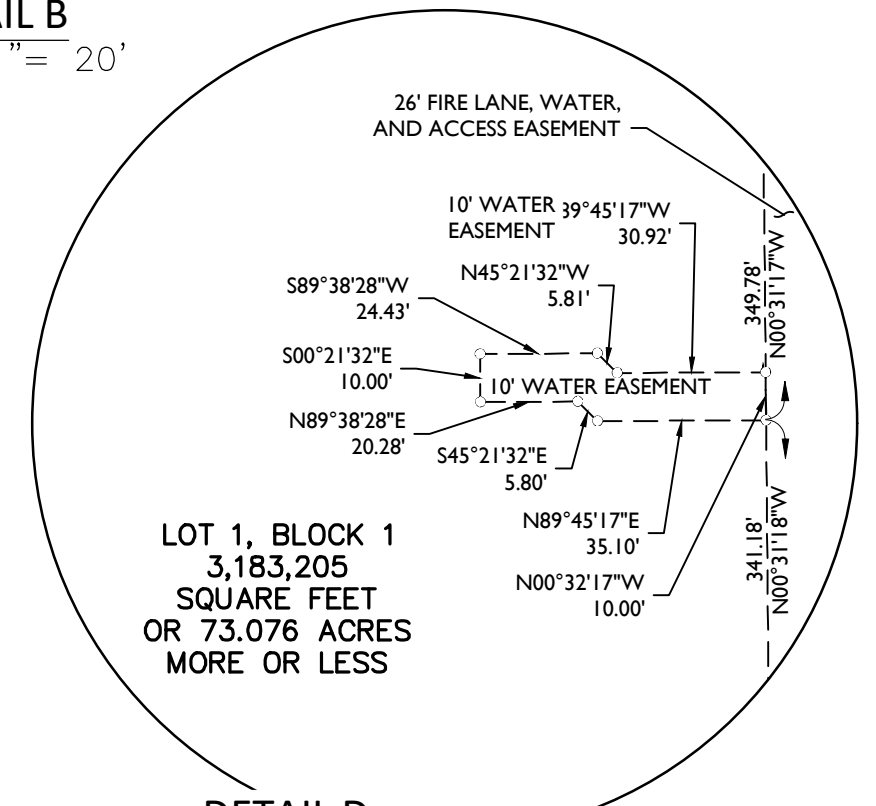 AIL B
"= 20'
26' FIRE LANE, WATER,
AND ACCESS EASEMENT
10' WATER
EASEMENT
39°45'17"W
30.92'
N45°21'32"W
5.81'
S89°38'28"W
24.43'
S00°21'32"E
10.00'
10' WATER EASEMENT
N89°38'28"E
20.28'
S45°21'32"E
5.80'
N89°45'17"E
35.10'
N00°32'17"W
10.00'
349.78'
N00°31'17"W
341.18'
N00°31'18"W
LOT 1, BLOCK 1
3,183,205
SQUARE FEET
OR 73.076 ACRES
MORE OR LESS